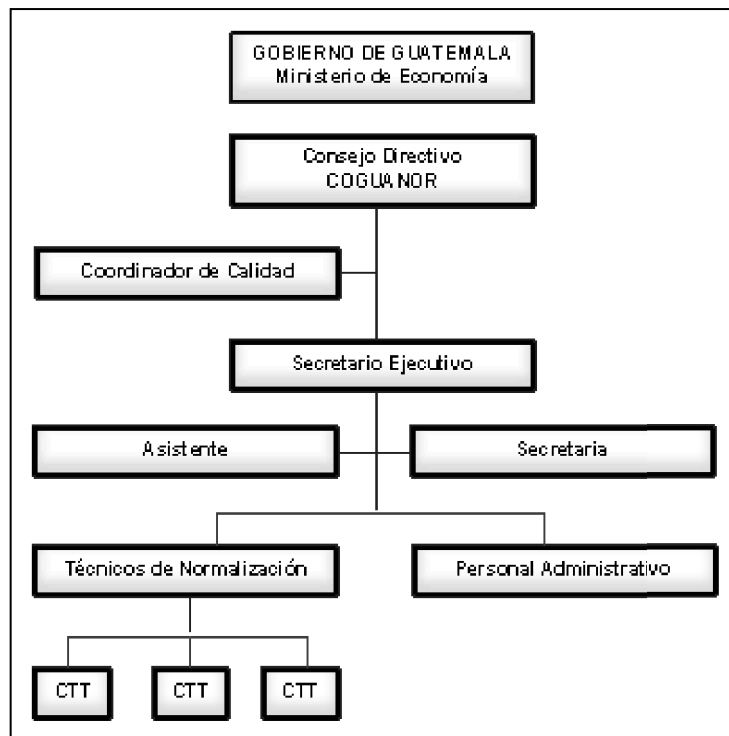 GOBIERNO DE GUATEMALA
Ministerio de Economía
Consejo Directivo
COGUANOR
Coordinador de Calidad
Secretario Ejecutivo
Asistente
Secretaria
Técnicos de Normalización
Personal Administrativo
CTT
CTT
CTT